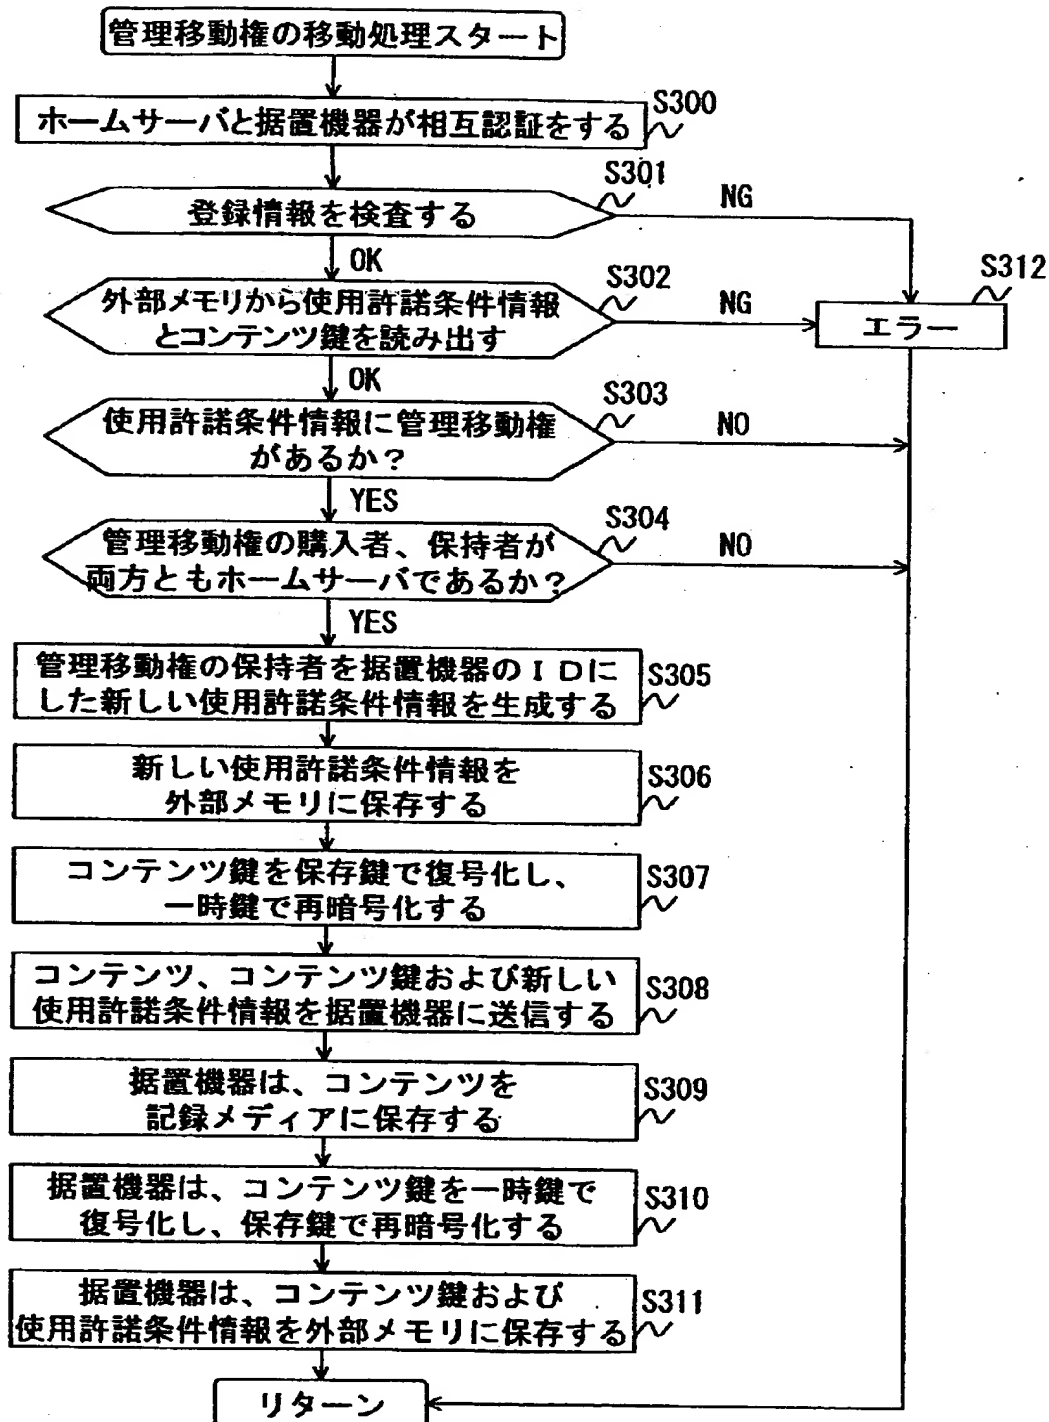 管理移動権の移動処理スタート
S300
ホームサーバと据置機器が相互認証をする
S301
登録情報を検査する
NG
OK
S302
外部メモリから使用許諾条件情報
とコンテンツ鍵を読み出す
NG
S312
エラー
OK
S303
使用許諾条件情報に管理移動権
があるか?
NO
YES
S304
管理移動権の購入者、保持者が
両方ともホームサーバであるか?
NO
YES
管理移動権の保持者を据置機器のIDに
した新しい使用許諾条件情報を生成する
S305
新しい使用許諾条件情報を
外部メモリに保存する
S306
コンテンツ鍵を保存鍵で復号化し、
一時鍵で再暗号化する
S307
コンテンツ、コンテンツ鍵および新しい
使用許諾条件情報を据置機器に送信する
S308
据置機器は、コンテンツを
記録メディアに保存する
S309
据置機器は、コンテンツ鍵を一時鍵で
復号化し、保存鍵で再暗号化する
S310
据置機器は、コンテンツ鍵および
使用許諾条件情報を外部メモリに保存する
S311
リターン